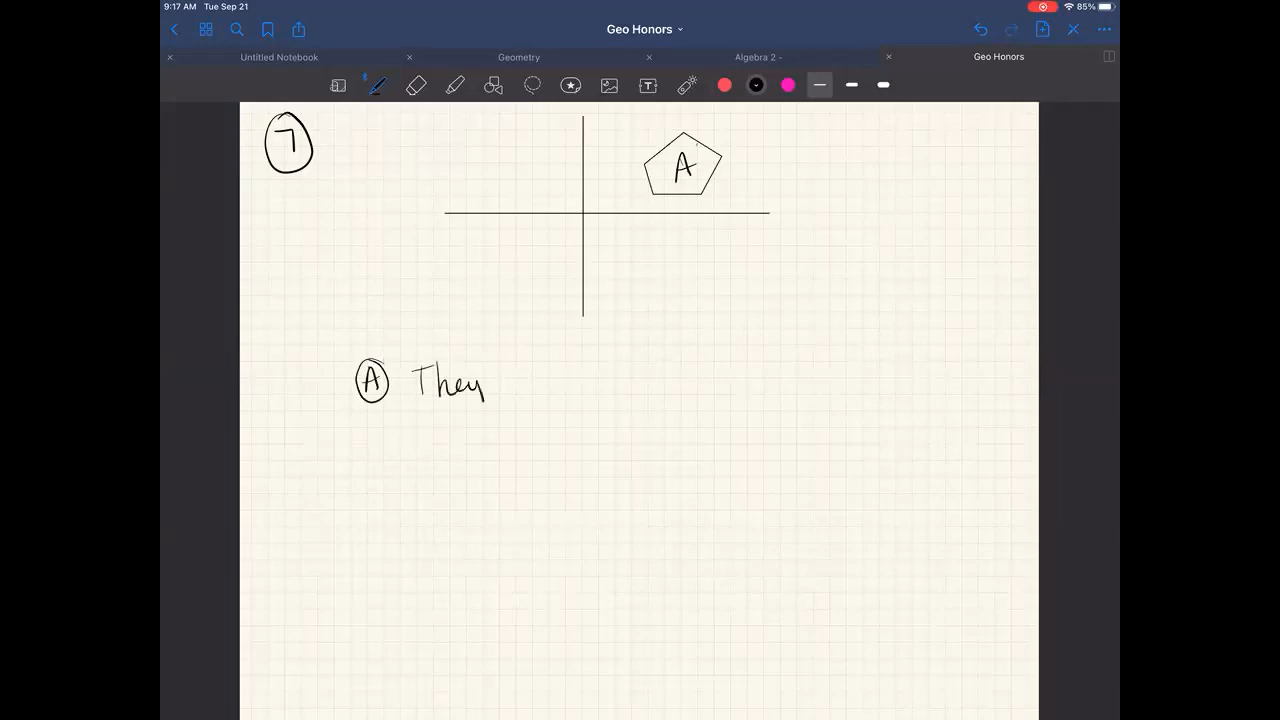 9:17 AM Tue Sep 21
85%
Geo Honors
Untitled Notebook
Geometry
Algebra 2 -
Geo Honors
7
A
A They